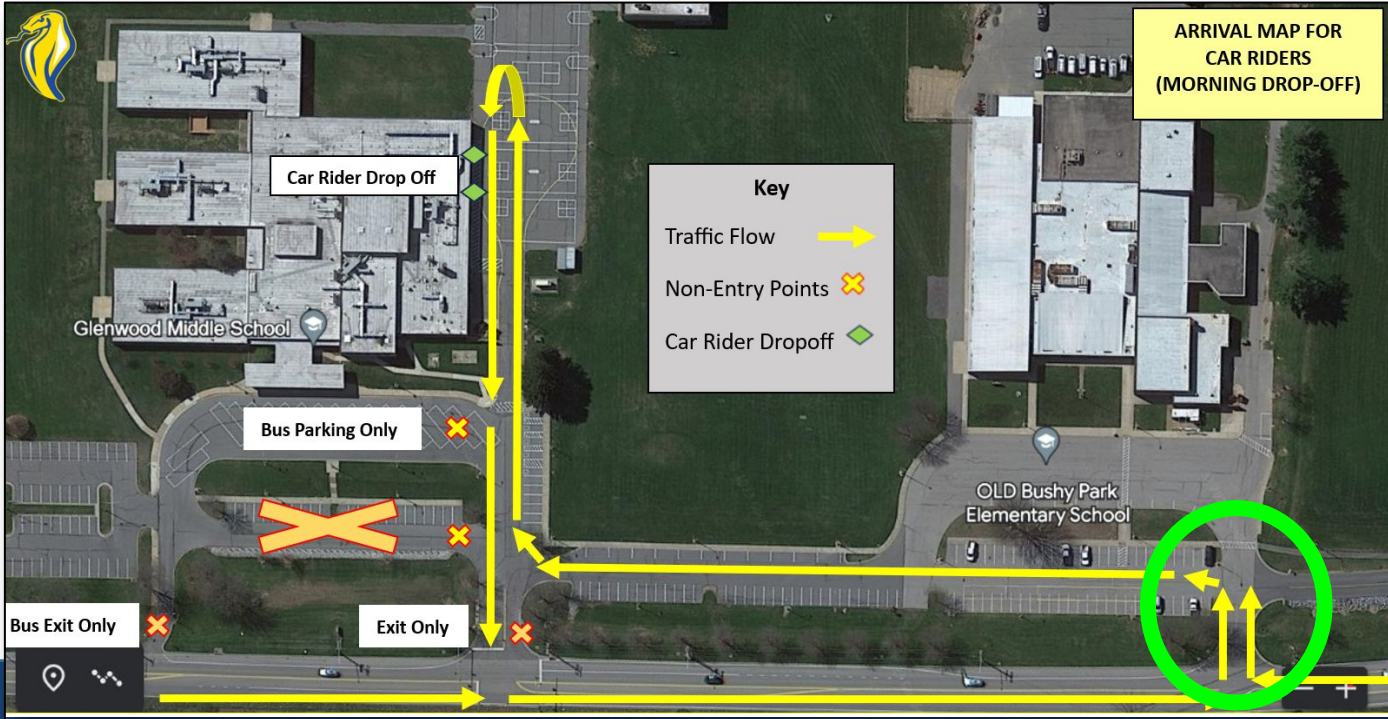 ARRIVAL MAP FOR
CAR RIDERS
(MORNING DROP-OFF)
Car Rider Drop Off
Key
Traffic Flow
Non-Entry Points
Car Rider Dropoff
Glenwood Middle School
Bus Parking Only
OLD Bushy Park
Elementary School
Bus Exit Only
Exit Only